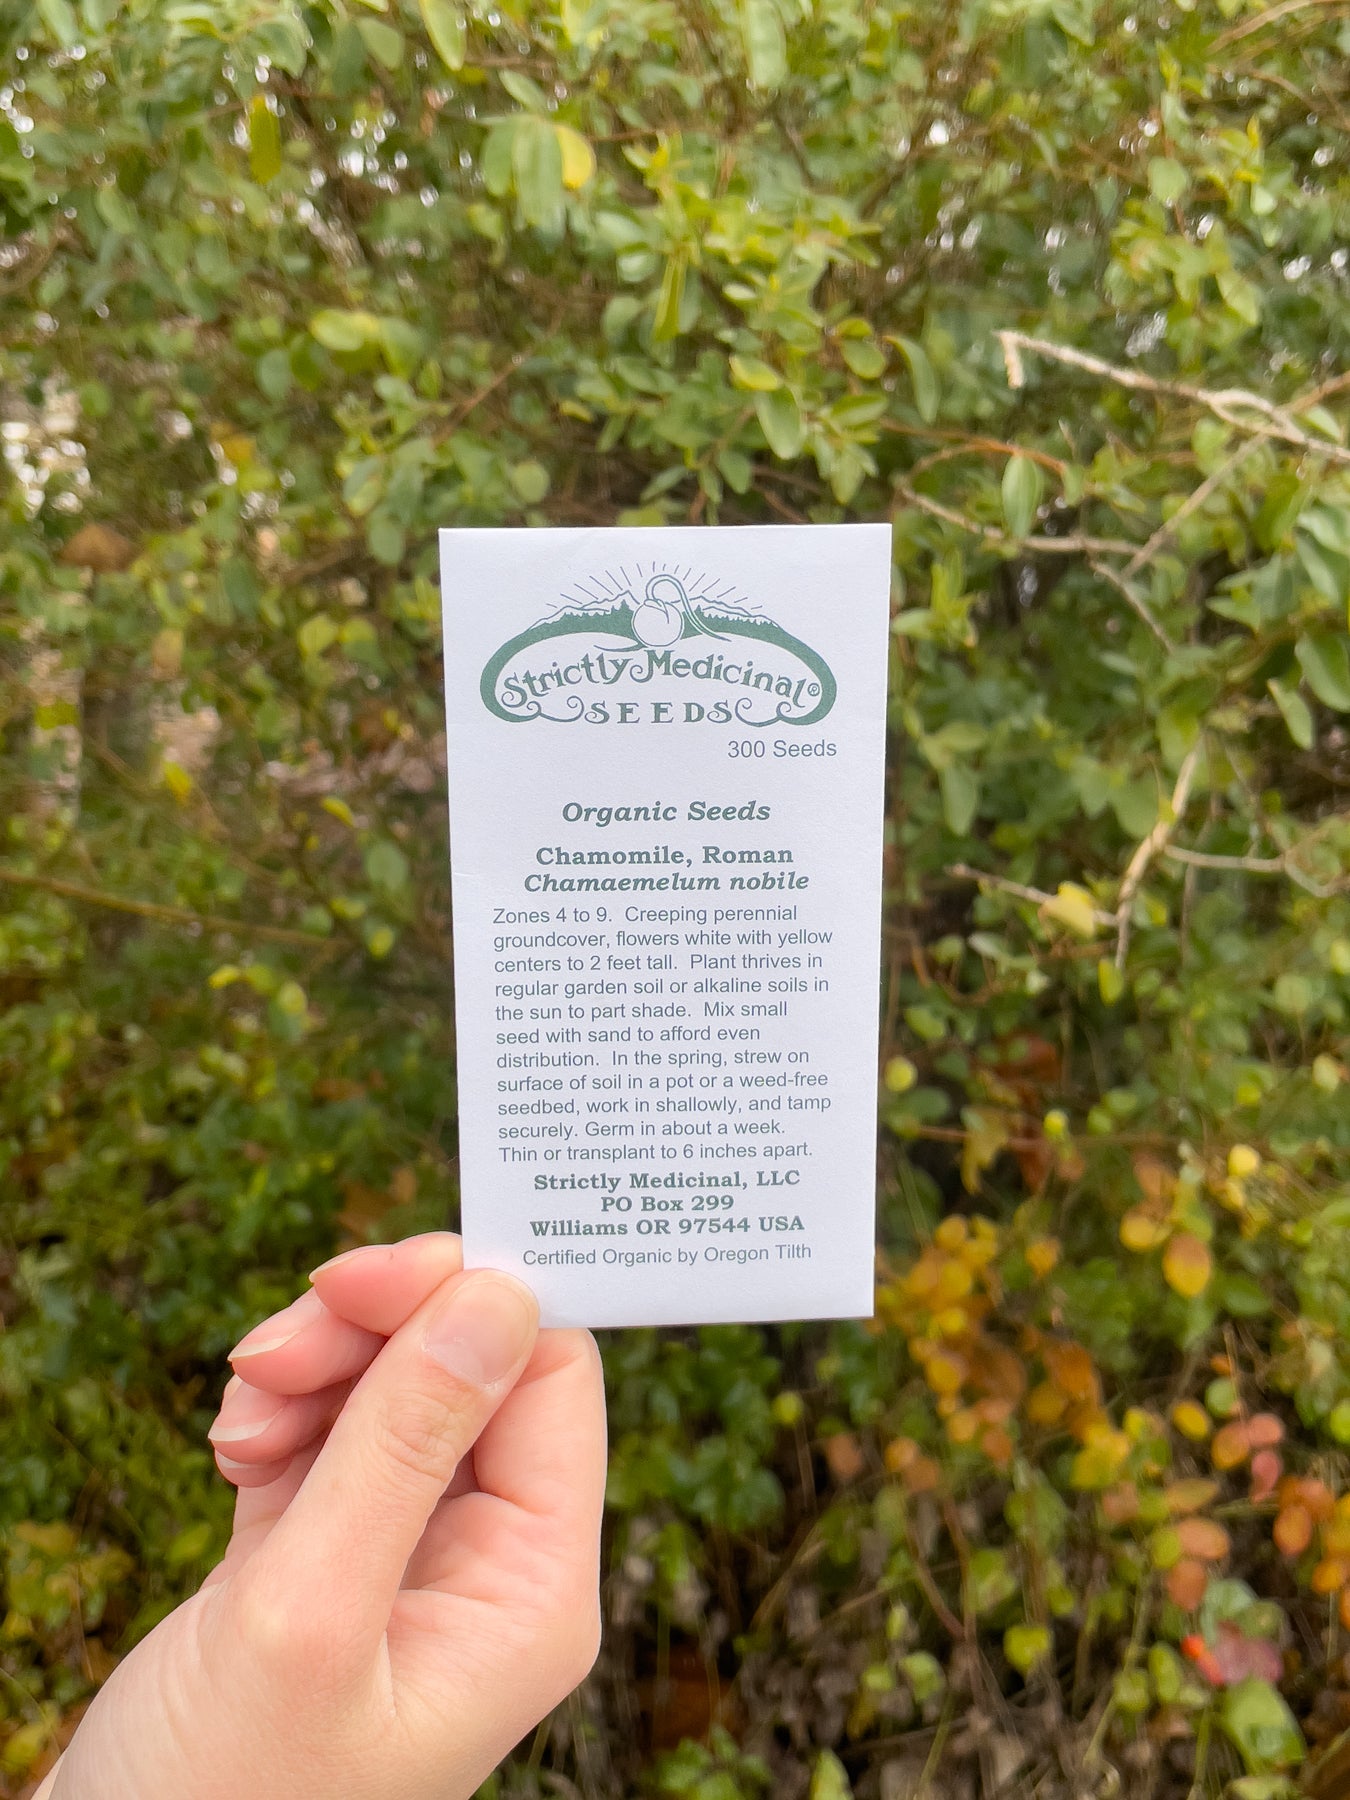 Strictly Medicinal®
SEEDS
300 Seeds
Organic Seeds
Chamomile, Roman
Chamaemelum nobile
Zones 4 to 9.  Creeping perennial
groundcover, flowers white with yellow
centers to 2 feet tall.  Plant thrives in
regular garden soil or alkaline soils in
the sun to part shade.  Mix small
seed with sand to afford even
distribution.  In the spring, strew on
surface of soil in a pot or a weed-free
seedbed, work in shallowly, and tamp
securely. Germ in about a week.
Thin or transplant to 6 inches apart.
Strictly Medicinal, LLC
PO Box 299
Williams OR 97544 USA
Certified Organic by Oregon Tilth